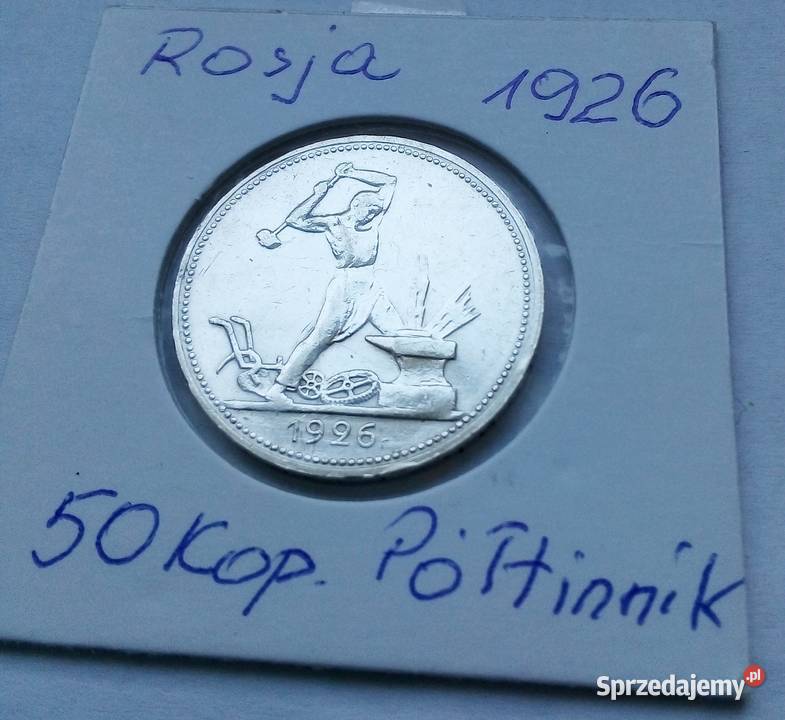 Rosja 1926
1926.
50 Kop. Półtinnik
Sprzedajemy.pl